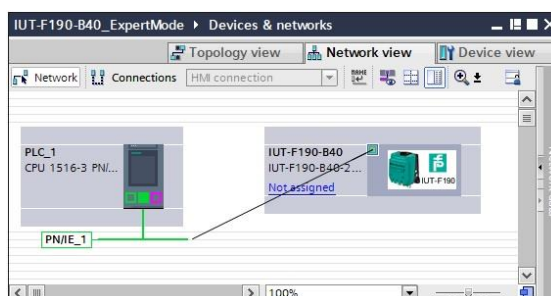 IUT-F190-B40_ExpertMode ▸ Devices & networks
Topology view Network view Device view
Network Connections HMI connection
PLC_1
CPU 1516-3 PN/...
IUT-F190-B40
IUT-F190-B40-2...
Not assigned
IUT-F190
PN/IE_1
100%